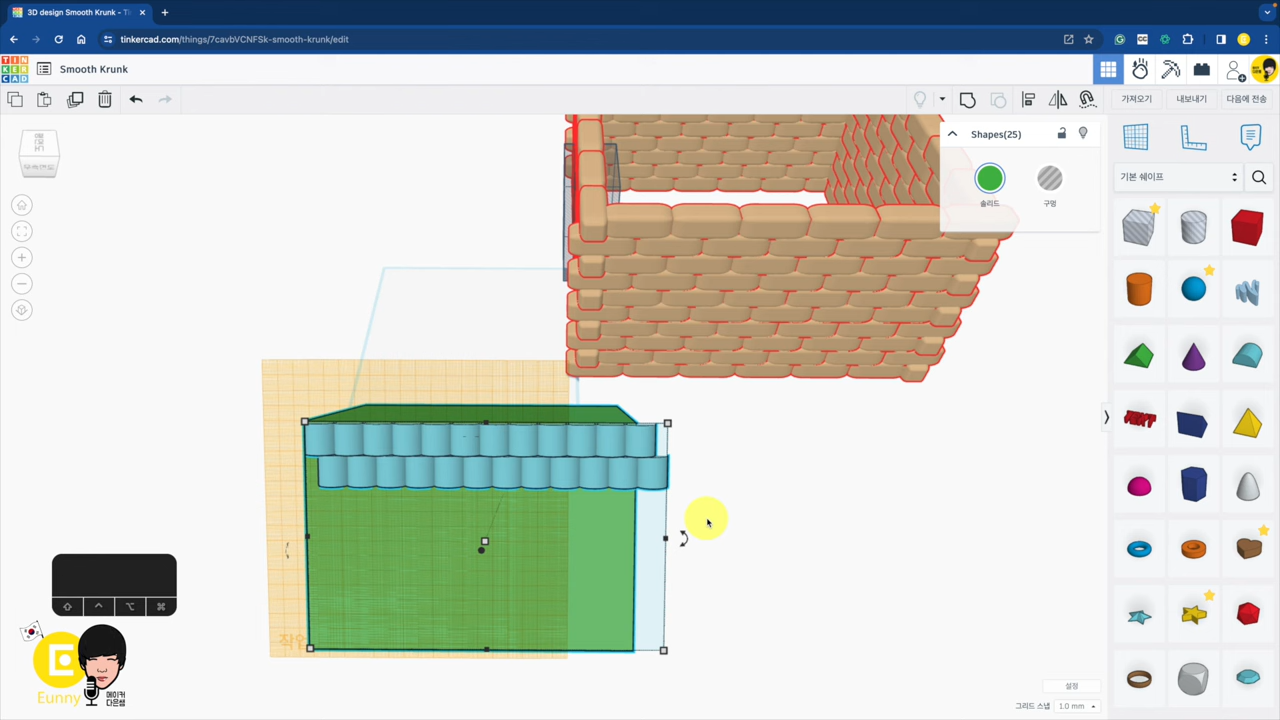 3D design Smooth Krunk - Ti
tinkercad.com/things/7cavbVCNFSk-smooth-krunk/edit
TIN
KER
CAD
Smooth Krunk
가져오기
내보내기
다음에 전송
Shapes(25)
솔리드
구멍
기본 쉐이프
TEXT
작업
Eunny
메이커
다은쌤
설정
그리드 스냅
1.0 mm